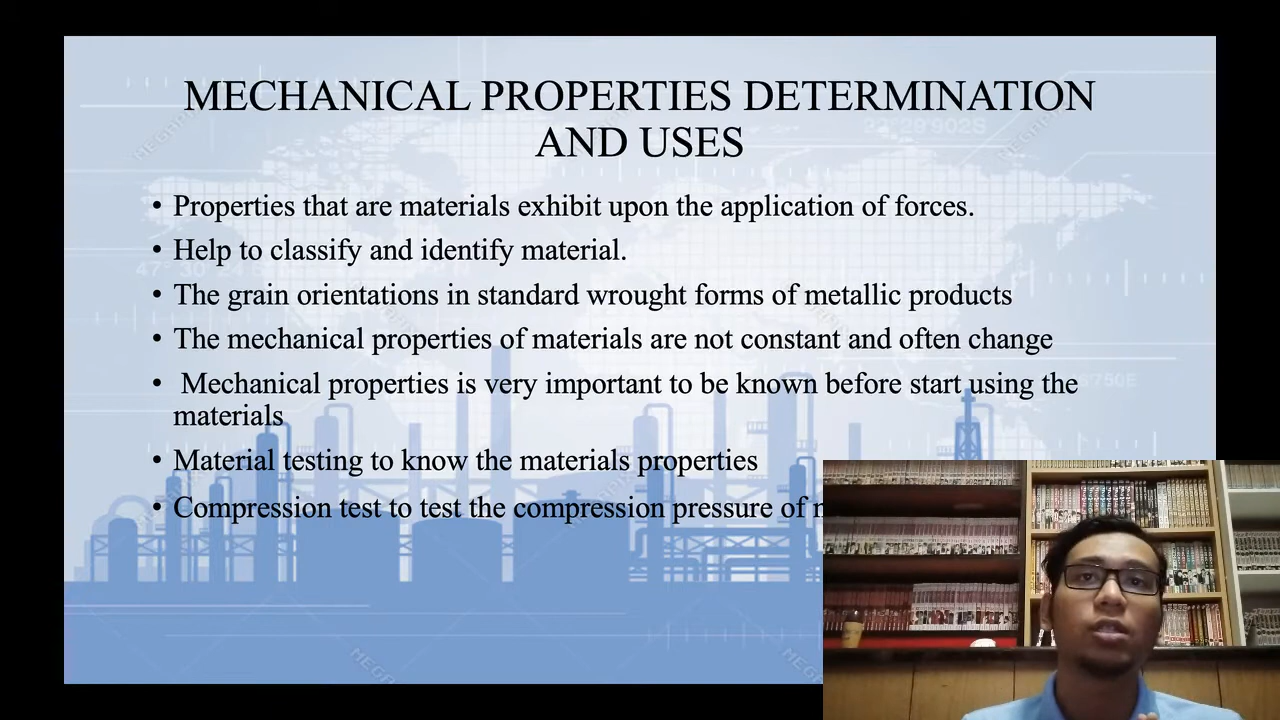 MECHANICAL PROPERTIES DETERMINATION
AND USES
• Properties that are materials exhibit upon the application of forces.
• Help to classify and identify material.
• The grain orientations in standard wrought forms of metallic products
• The mechanical properties of materials are not constant and often change
• Mechanical properties is very important to be known before start using the
materials
• Material testing to know the materials properties
• Compression test to test the compression pressure of